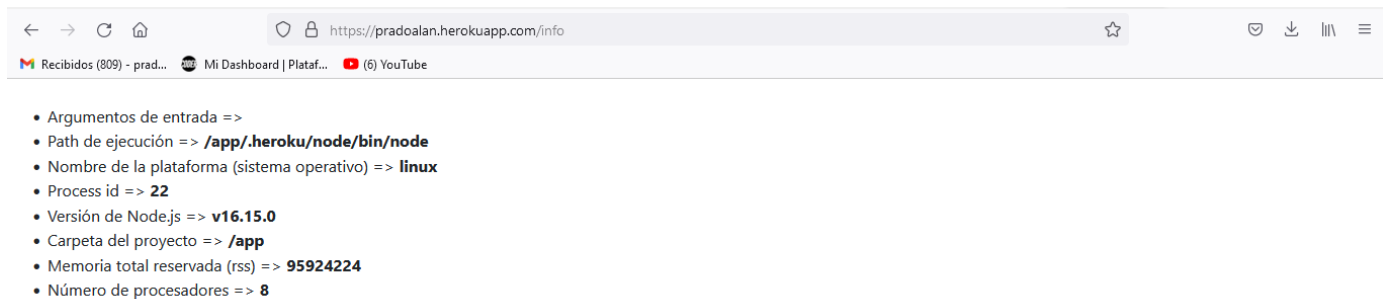 https://pradoalan.herokuapp.com/info
Recibidos (809) - prad... Mi Dashboard | Plataf... (6) YouTube
• Argumentos de entrada =>
• Path de ejecución => /app/.heroku/node/bin/node
• Nombre de la plataforma (sistema operativo) => linux
• Process id => 22
• Versión de Node.js => v16.15.0
• Carpeta del proyecto => /app
• Memoria total reservada (rss) => 95924224
• Número de procesadores => 8